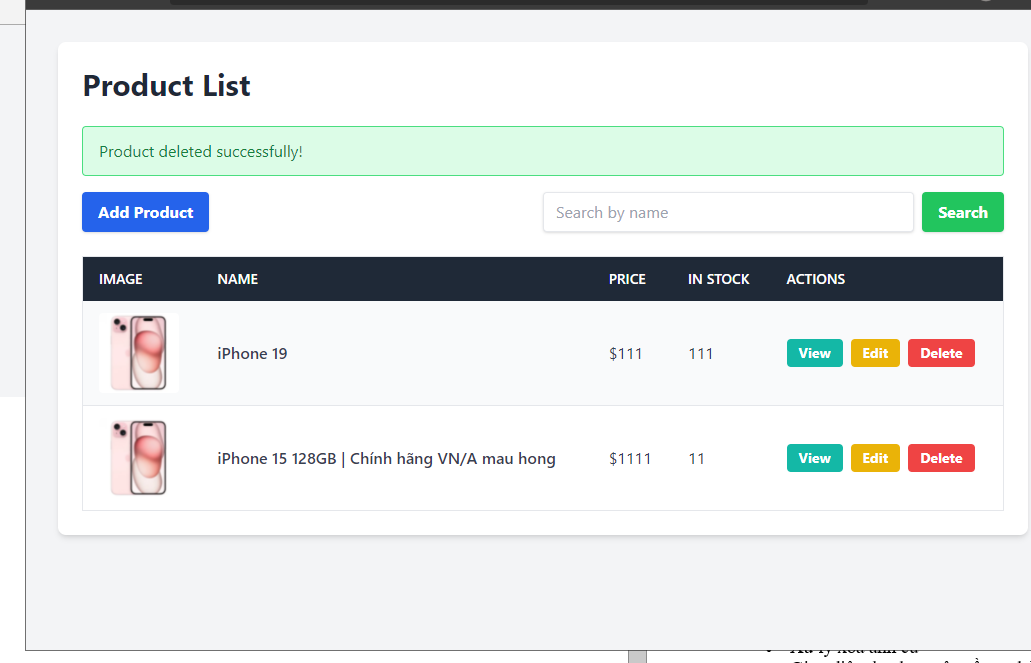 Product List
Product deleted successfully!
Add Product Search by name Search
IMAGE NAME PRICE IN STOCK ACTIONS
iPhone 19 $111 111 View Edit Delete
iPhone 15 128GB | Chính hãng VN/A mau hong $1111 11 View Edit Delete